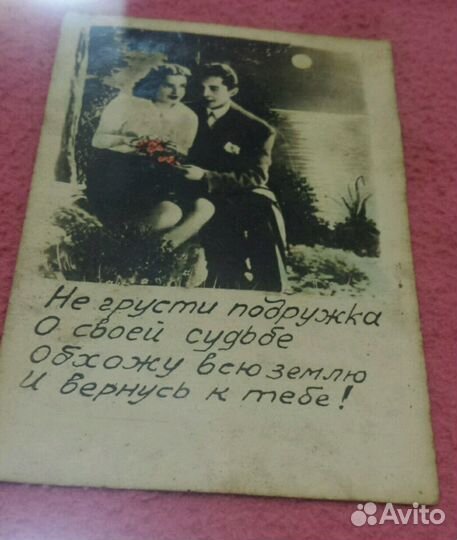 Не грусти подружка
О своей судьбе
Обхожу всю землю
И вернусь к тебе!
Avito